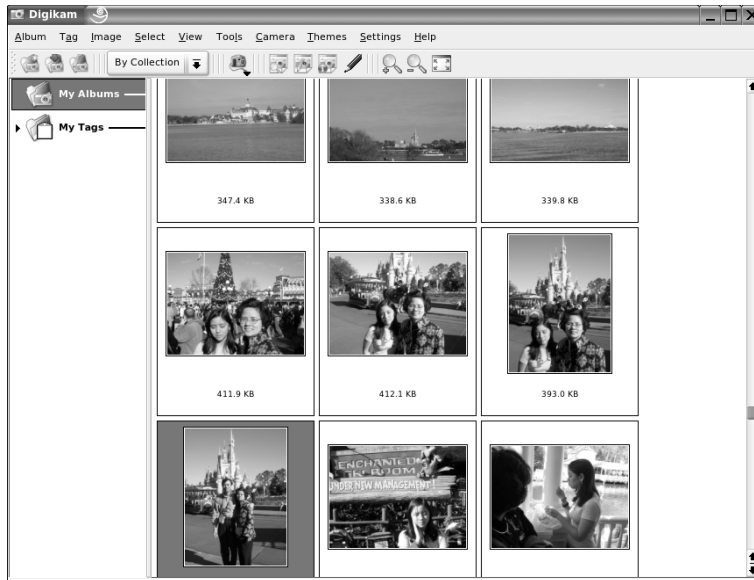 Digikam
Album Tag Image Select View Tools Camera Themes Settings Help
By Collection
My Albums
My Tags
347.4 KB
338.6 KB
339.8 KB
411.9 KB
412.1 KB
393.0 KB
ENCHANTED
ROOM
UNDER NEW MANAGEMENT!